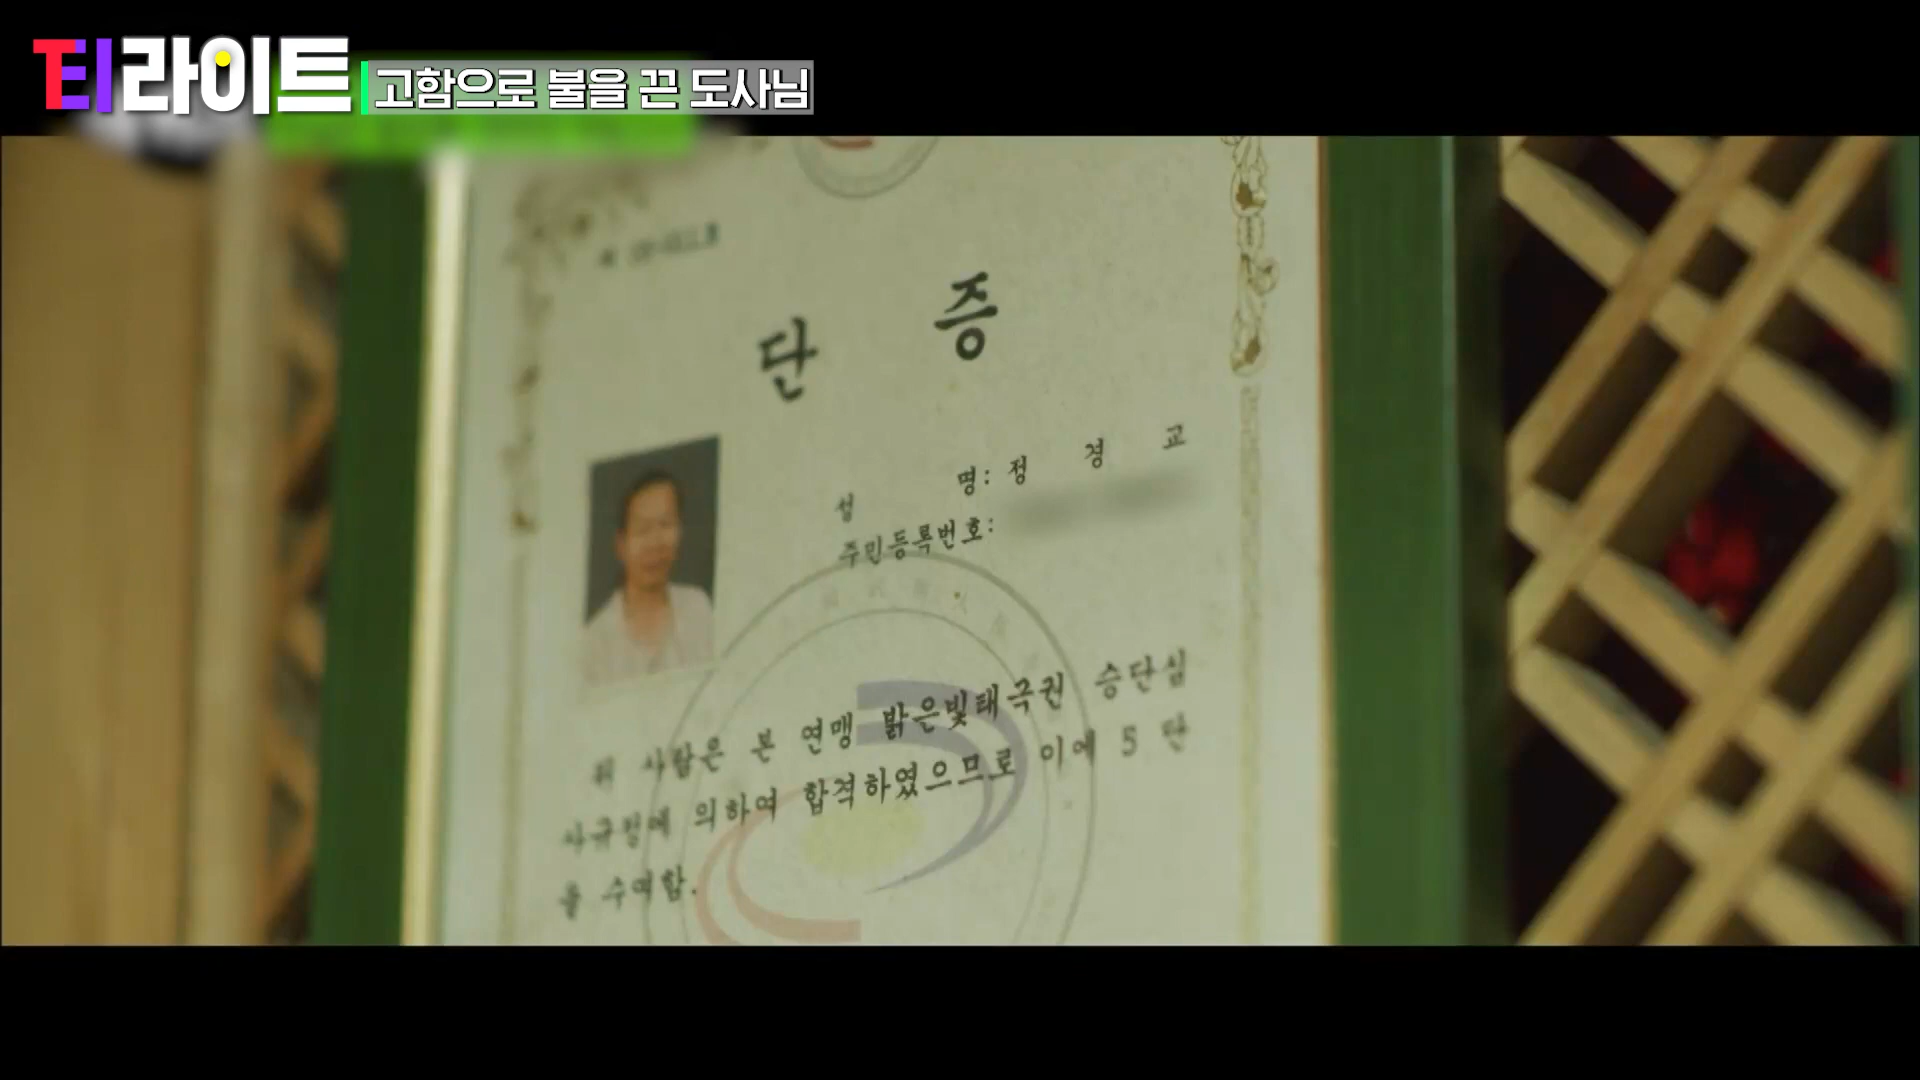 티라이트
고함으로 불을 끈 도사님
단 증
성 명: 정 경 교
주민등록번호:
위 사람은 본 연맹 밝은빛태극권 승단심
사규정에 의하여 합격하였으므로 이에 5 단
을 수여함.